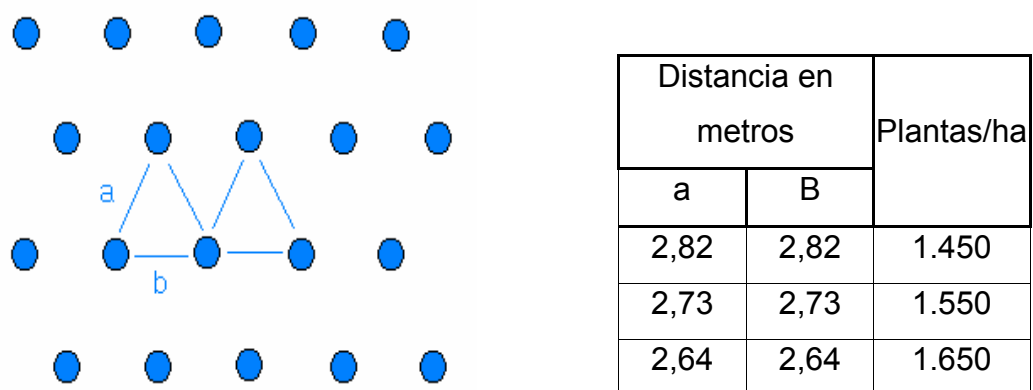 a
b
Distancia en
metros
Plantas/ha
a B
2,82 2,82 1.450
2,73 2,73 1.550
2,64 2,64 1.650